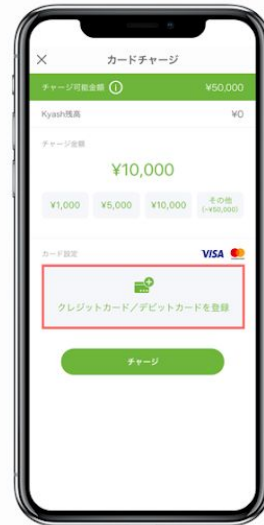 × カードチャージ
チャージ可能金額 ⓘ ¥50,000
Kyash残高 ¥0
チャージ金額
¥10,000
¥1,000 ¥5,000 ¥10,000 その他
(~¥50,000)
カード設定 VISA
クレジットカード/デビットカードを登録
チャージ